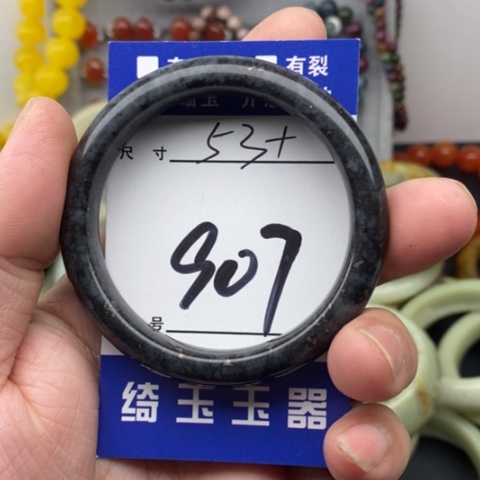 有裂
尺寸 53+
907
号
绮玉玉器